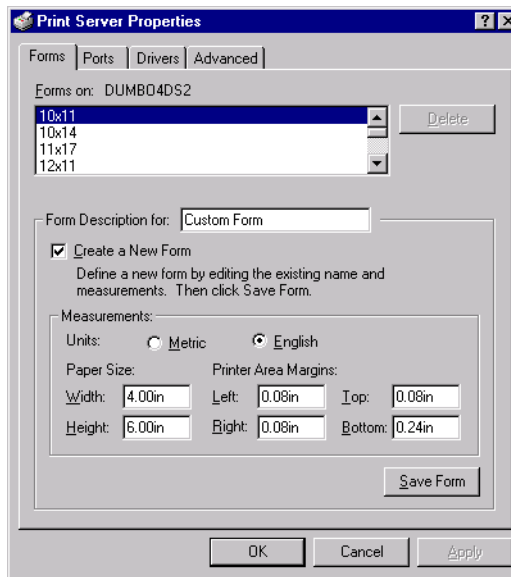 Print Server Properties
Forms Ports Drivers Advanced
Forms on: DUMBO4DS2
10x11
10x14
11x17
12x11
Delete
Form Description for: Custom Form
Create a New Form
Define a new form by editing the existing name and
measurements. Then click Save Form.
Measurements:
Units: Metric English
Paper Size: Printer Area Margins:
Width: 4.00in Left: 0.08in Top: 0.08in
Height: 6.00in Right: 0.08in Bottom: 0.24in
Save Form
OK Cancel Apply